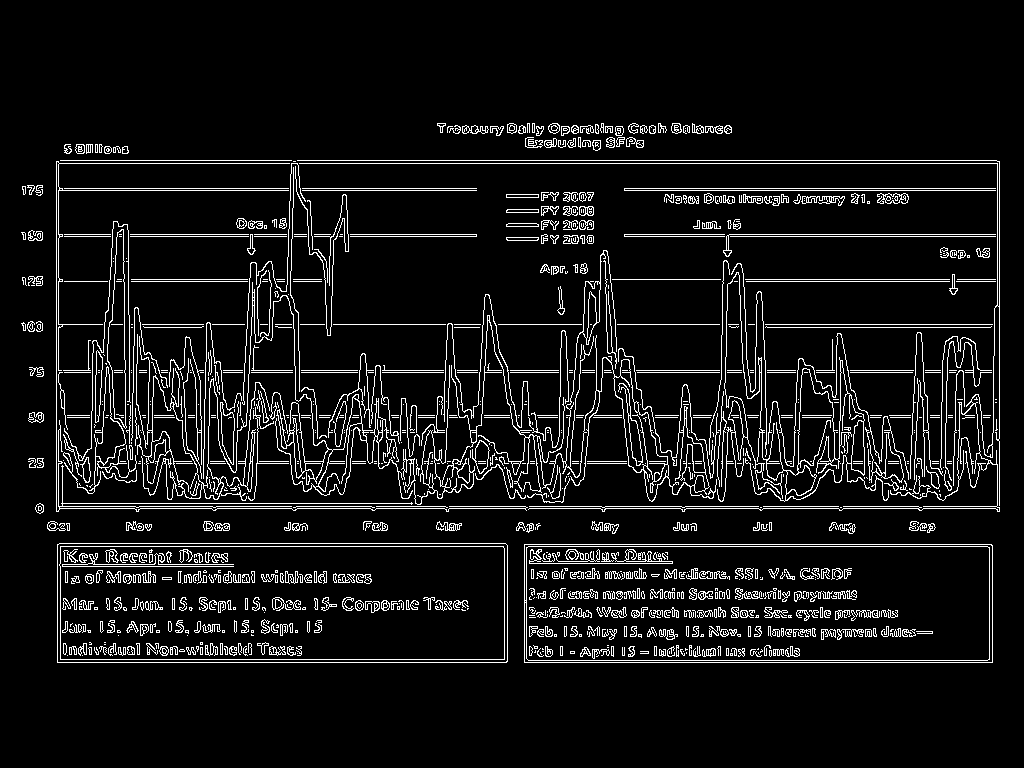 Treasury Daily Operating Cash Balance
Excluding SFPs
$ Billions
175
FY 2007
Note: Data through January 21, 2009
FY 2008
Dec. 15
FY 2009
Jun. 15
150
FY 2010
Sep. 15
Apr. 15
125
100
75
50
25
0
Oct Nov Dec Jan Feb Mar Apr May Jun Jul Aug Sep
Key Receipt Dates
1st of Month – Individual withheld taxes
Mar. 15, Jun. 15, Sept. 15, Dec. 15– Corporate Taxes
Jan. 15, Apr. 15, Jun. 15, Sept. 15
Individual Non-withheld Taxes
Key Outlay Dates
1st of each month – Medicare, SSI, VA, CSRDF
3rd of each month Main Social Security payments
2nd/3rd/4th Wed of each month Soc. Sec. cycle payments
Feb. 15, May 15, Aug. 15, Nov. 15 Interest payment dates—
Feb 1 - April 15 – Individual tax refunds